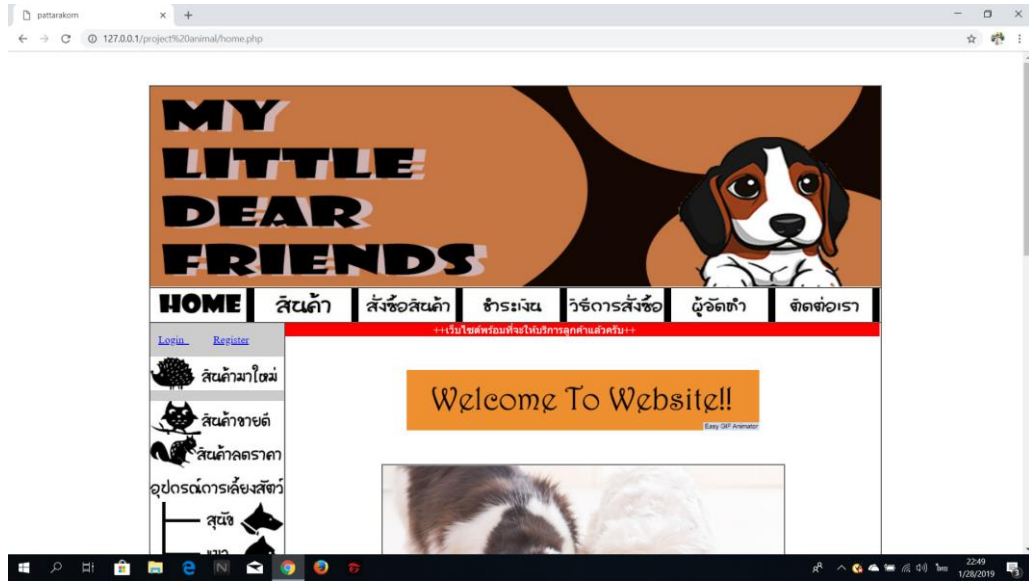 pattarakorn
127.0.0.1/project%20animal/home.php
MY
LITTLE
DEAR
FRIENDS
HOME สินค้า สั่งซื้อสินค้า ชำระเงิน วิธีการสั่งซื้อ ผู้จัดทำ ติดต่อเรา
Login Register
++เว็บไซต์พร้อมที่จะให้บริการลูกค้าแล้วครับ++
สินค้ามาใหม่
สินค้าขายดี
สินค้าลดราคา
อุปกรณ์การเลี้ยงสัตว์
สุนัข
Welcome To Website!!
Easy GIF Animator
22:49
ไทย
1/28/2019